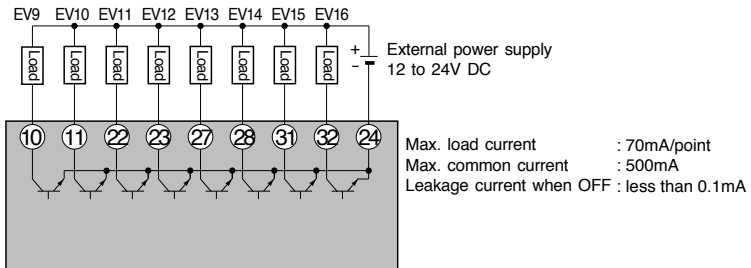 EV9 EV10 EV11 EV12 EV13 EV14 EV15 EV16
+ External power supply
- 12 to 24V DC
Load Load Load Load Load Load Load Load
10 11 22 23 27 28 31 32 24
Max. load current : 70mA/point
Max. common current : 500mA
Leakage current when OFF : less than 0.1mA